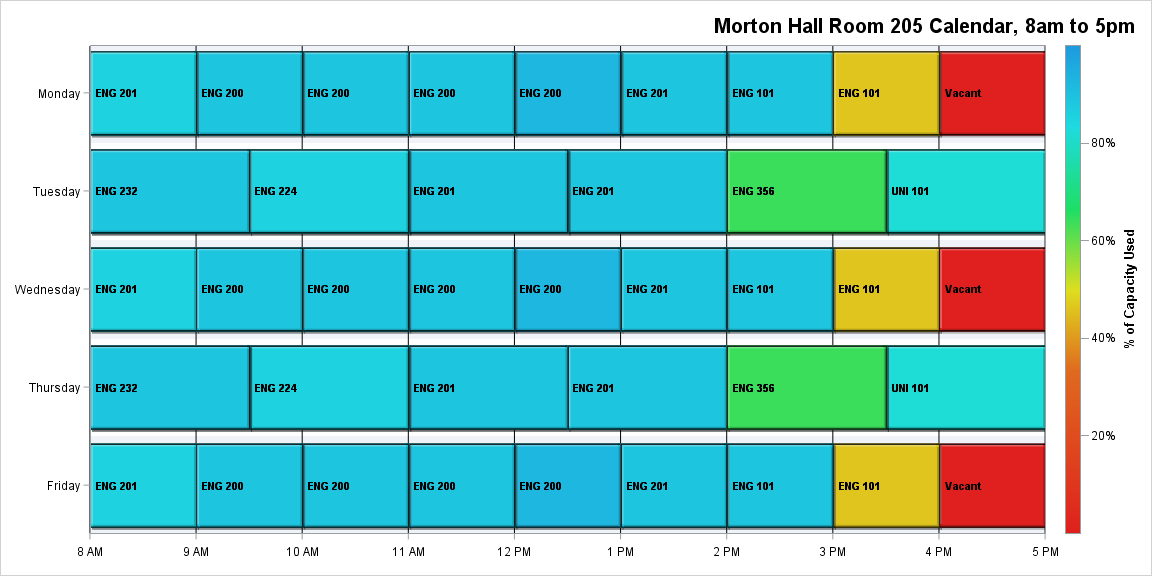 Morton Hall Room 205 Calendar, 8am to 5pm
Monday ENG 201 ENG 200 ENG 200 ENG 200 ENG 200 ENG 201 ENG 101 ENG 101 Vacant
Tuesday ENG 232 ENG 224 ENG 201 ENG 201 ENG 356 UNI 101
Wednesday ENG 201 ENG 200 ENG 200 ENG 200 ENG 200 ENG 201 ENG 101 ENG 101 Vacant
Thursday ENG 232 ENG 224 ENG 201 ENG 201 ENG 356 UNI 101
Friday ENG 201 ENG 200 ENG 200 ENG 200 ENG 200 ENG 201 ENG 101 ENG 101 Vacant
8 AM 9 AM 10 AM 11 AM 12 PM 1 PM 2 PM 3 PM 4 PM 5 PM
80%
60%
40%
20%
% of Capacity Used